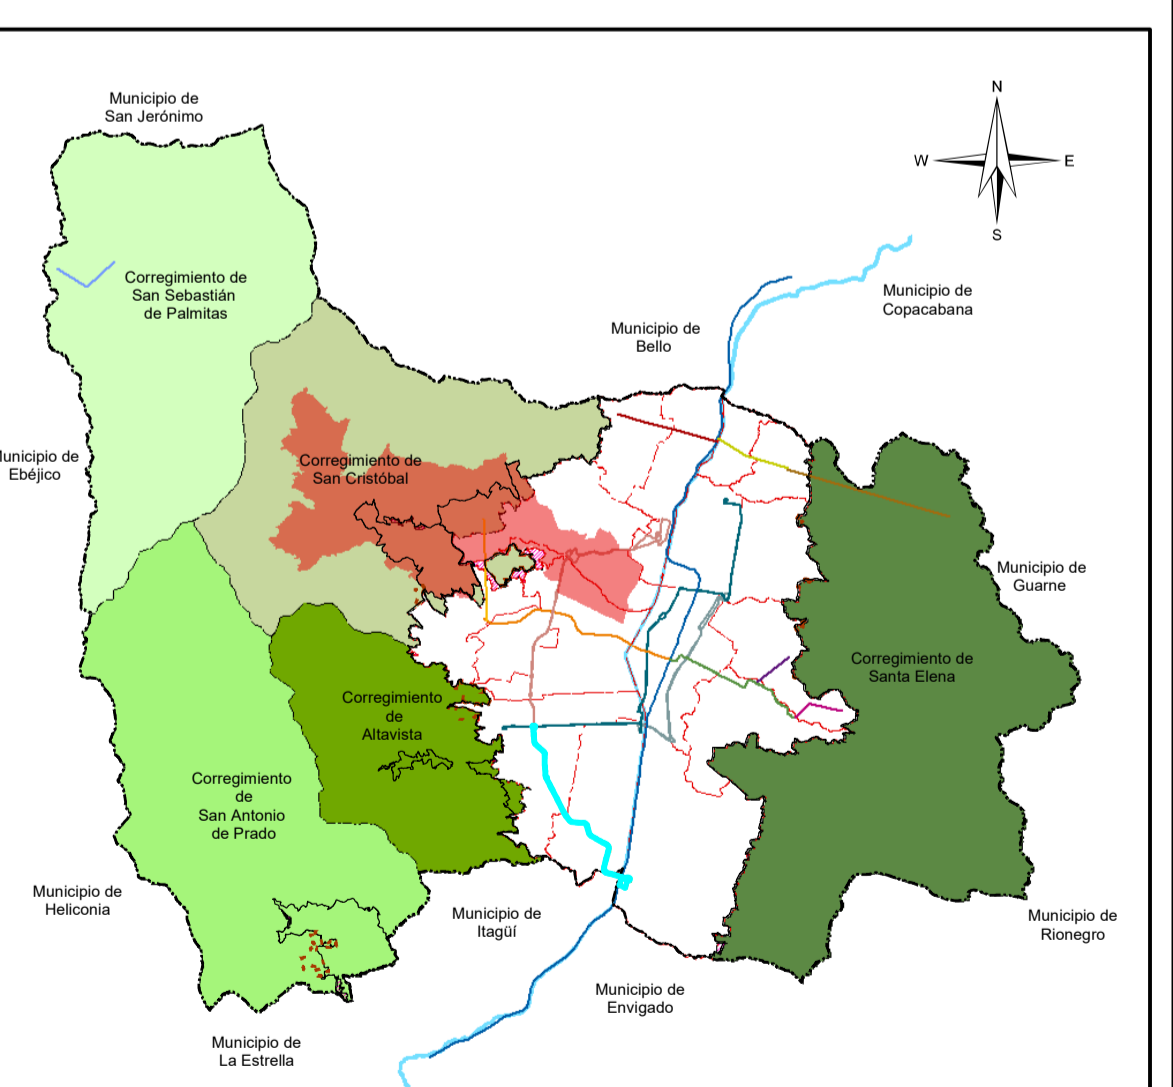 N
W
E
S
Municipio de
San Jerónimo
Corregimiento de
San Sebastián
de Palmitas
Municipio de
Copacabana
Municipio de
Bello
Municipio de
Ebéjico
Corregimiento de
San Cristóbal
Municipio de
Guarne
Corregimiento de
Santa Elena
Corregimiento
de
Altavista
Corregimiento
de
San Antonio
de Prado
Municipio de
Heliconia
Municipio de
Itagüí
Municipio de
Rionegro
Municipio de
Envigado
Municipio de
La Estrella